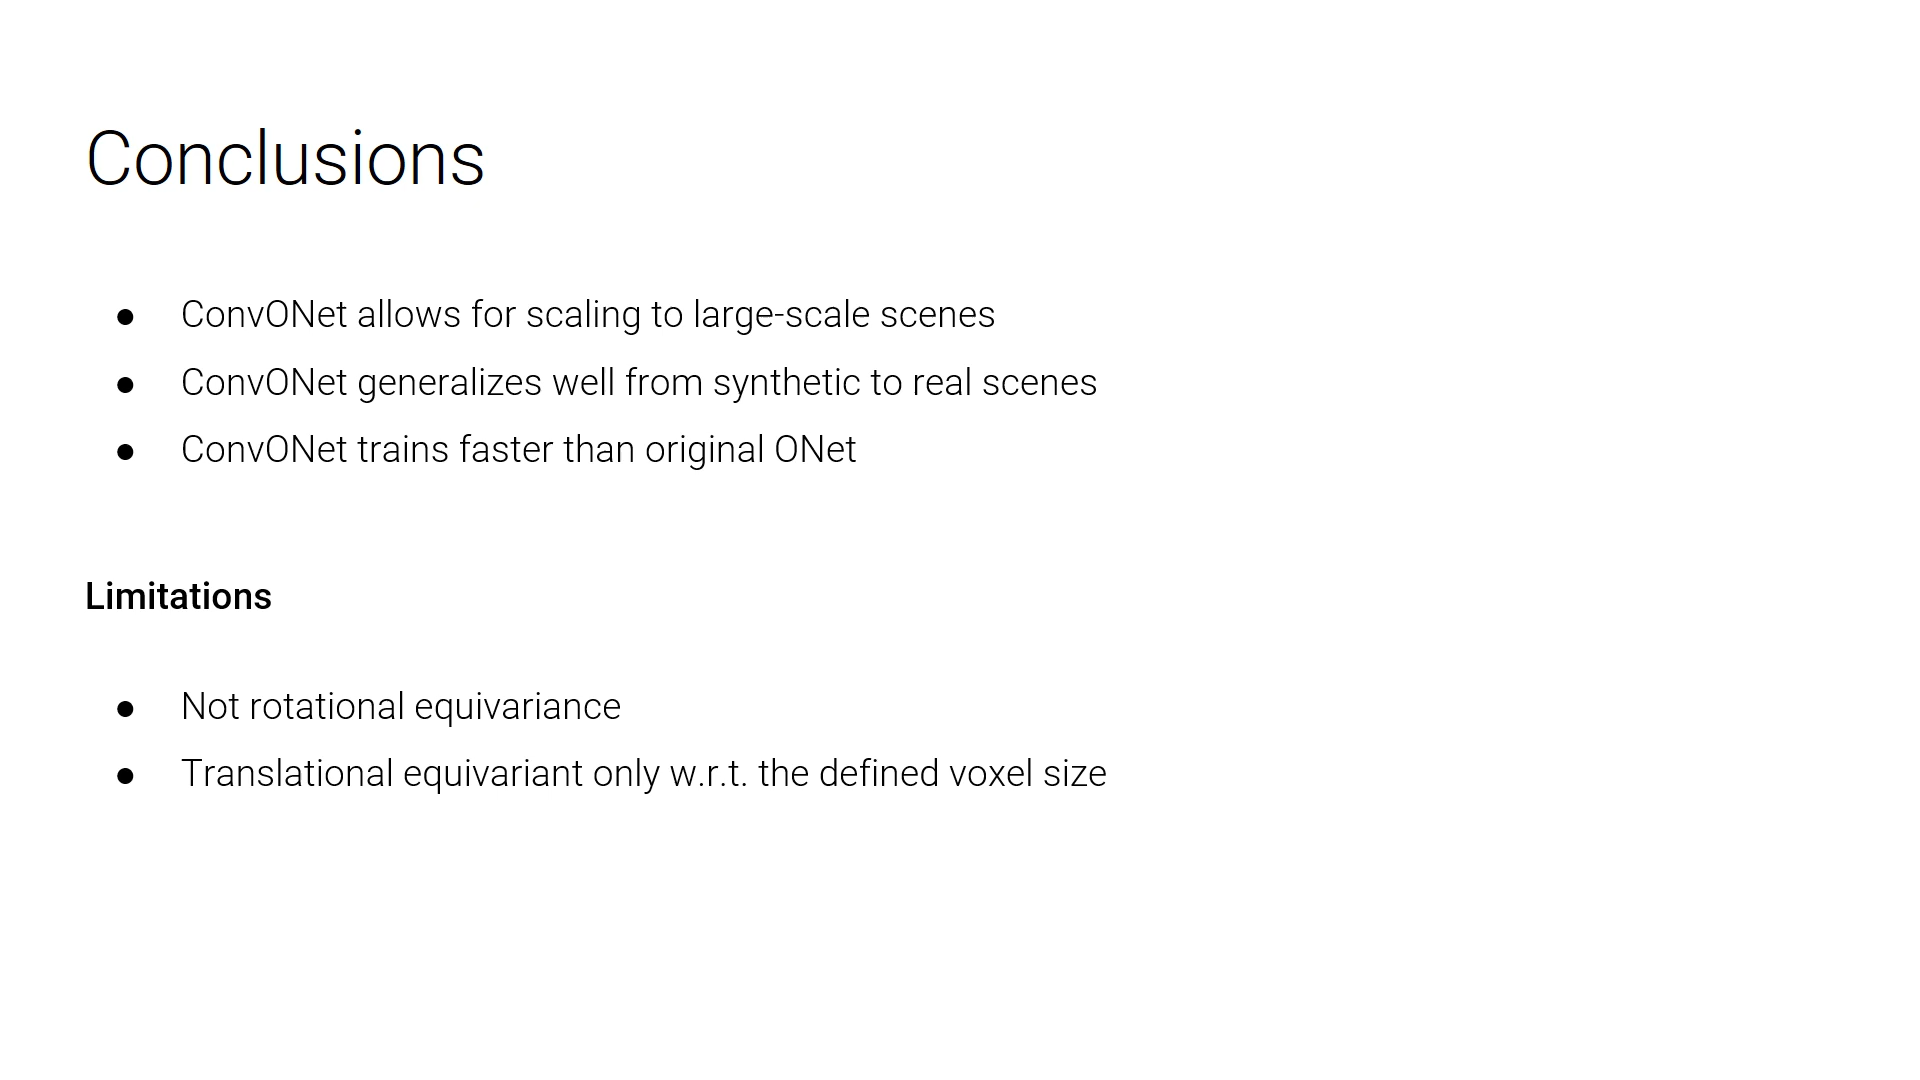 Conclusions
● ConvONet allows for scaling to large-scale scenes
● ConvONet generalizes well from synthetic to real scenes
● ConvONet trains faster than original ONet
Limitations
● Not rotational equivariance
● Translational equivariant only w.r.t. the defined voxel size